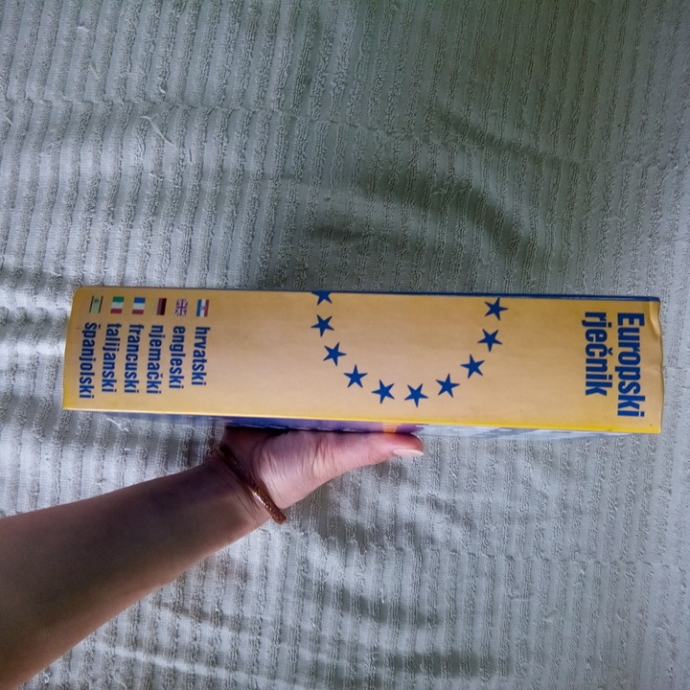 Europski
rječnik
hrvatski
engleski
njemački
francuski
talijanski
španjolski